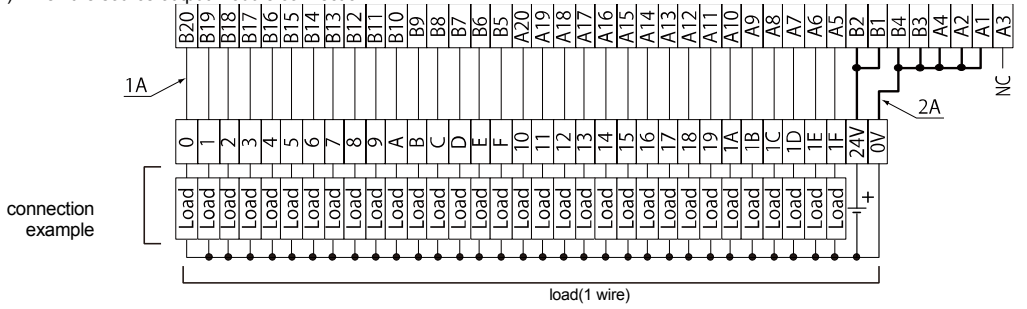 B20 B19 B18 B17 B16 B15 B14 B13 B12 B11 B10 B9 B8 B7 B6 B5 A20 A19 A18 A17 A16 A15 A14 A13 A12 A11 A10 A9 A8 A7 A6 A5 B2 B1 B4 B3 A4 A2 A1 A3
1A
NC
2A
0 1 2 3 4 5 6 7 8 9 A B C D E F 10 11 12 13 14 15 16 17 18 19 1A 1B 1C 1D 1E 1F 24V 0V
Load Load Load Load Load Load Load Load Load Load Load Load Load Load Load Load Load Load Load Load Load Load Load Load Load Load Load Load Load Load Load Load +
connection
example
load(1 wire)